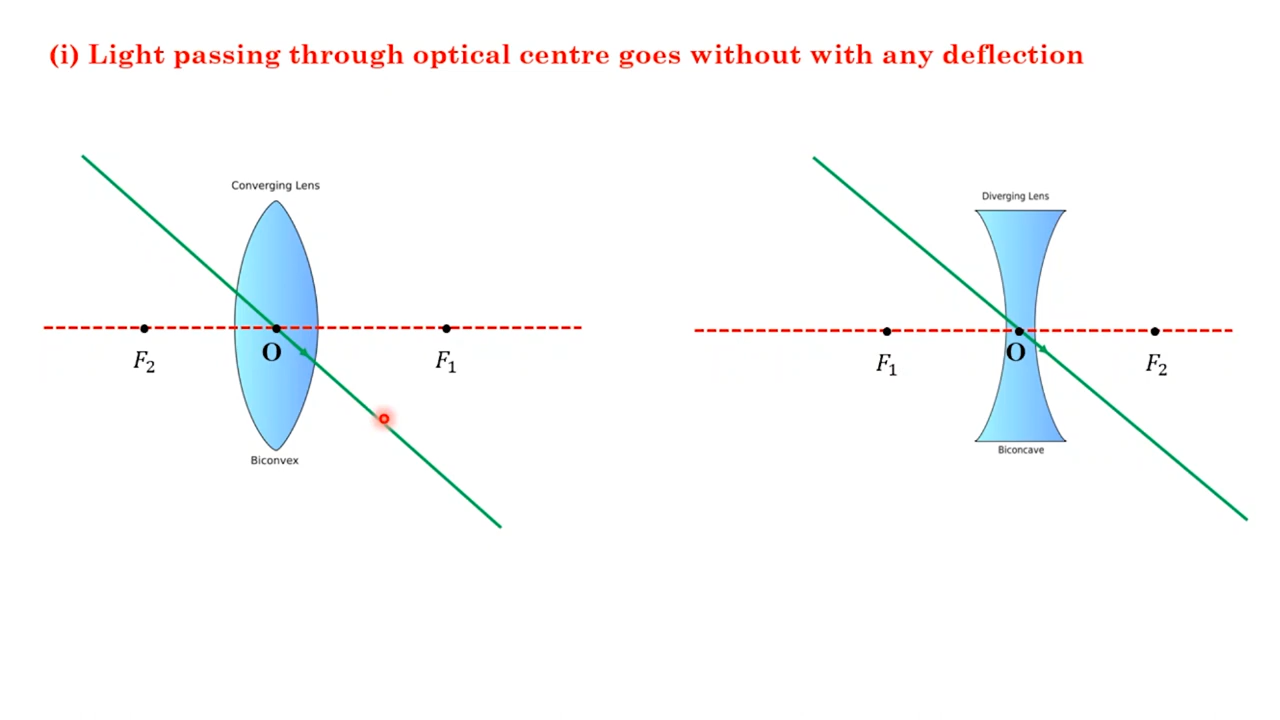 (i) Light passing through optical centre goes without with any deflection
Converging Lens
F₂
O
F₁
Biconvex
Diverging Lens
F₁
O
F₂
Biconcave